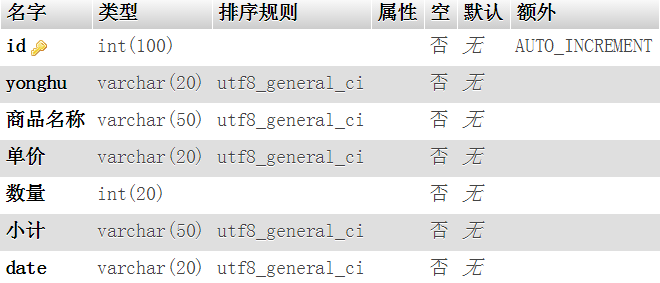 名字 类型 排序规则 属性 空 默认 额外
id int(100) 否 无 AUTO_INCREMENT
yonghu varchar(20) utf8_general_ci 否 无
商品名称 varchar(50) utf8_general_ci 否 无
单价 varchar(20) utf8_general_ci 否 无
数量 int(20) 否 无
小计 varchar(50) utf8_general_ci 否 无
date varchar(20) utf8_general_ci 否 无